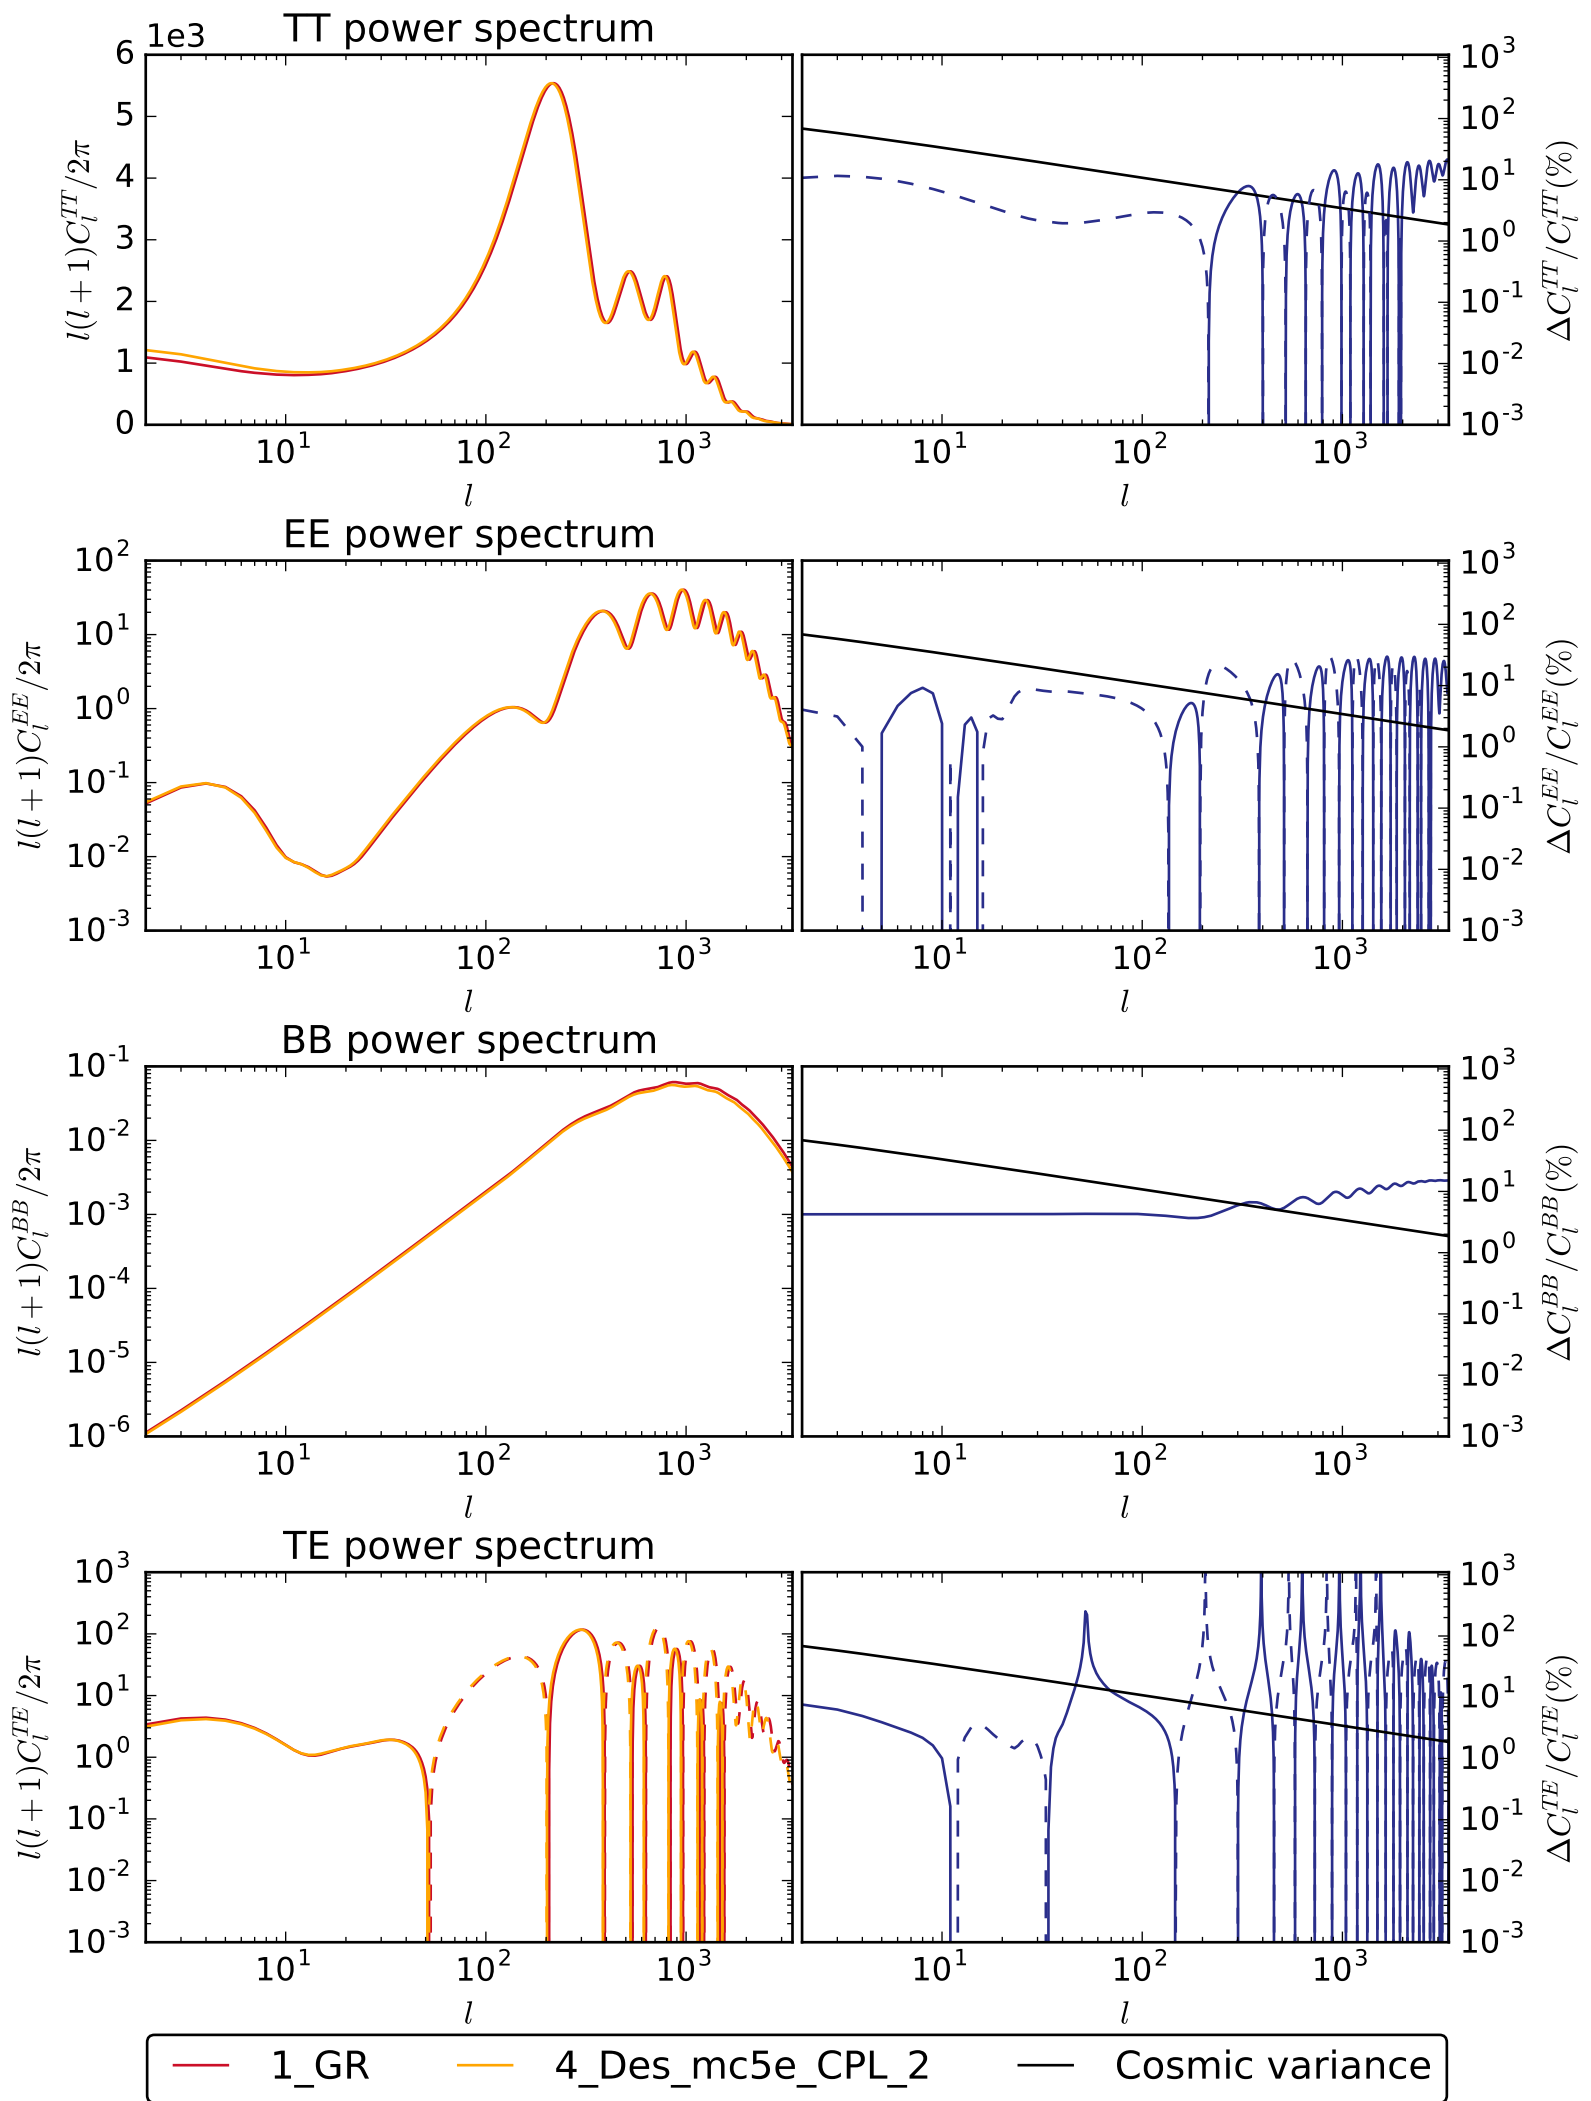 TT power spectrum
1e3
6
5
4
3
2
1
0
l(l + 1)C_l^{TT}/2π
10^1 10^2 10^3
l
10^3
10^2
10^1
10^0
10^-1
10^-2
10^-3
ΔC_l^{TT}/C_l^{TT}(%)
10^1 10^2 10^3
l
EE power spectrum
10^2
10^1
10^0
10^-1
10^-2
10^-3
l(l + 1)C_l^{EE}/2π
10^1 10^2 10^3
l
10^3
10^2
10^1
10^0
10^-1
10^-2
10^-3
ΔC_l^{EE}/C_l^{EE}(%)
10^1 10^2 10^3
l
BB power spectrum
10^-1
10^-2
10^-3
10^-4
10^-5
10^-6
l(l + 1)C_l^{BB}/2π
10^1 10^2 10^3
l
10^3
10^2
10^1
10^0
10^-1
10^-2
10^-3
ΔC_l^{BB}/C_l^{BB}(%)
10^1 10^2 10^3
l
TE power spectrum
10^3
10^2
10^1
10^0
10^-1
10^-2
10^-3
l(l + 1)C_l^{TE}/2π
10^1 10^2 10^3
l
10^3
10^2
10^1
10^0
10^-1
10^-2
10^-3
ΔC_l^{TE}/C_l^{TE}(%)
10^1 10^2 10^3
l
1_GR 4_Des_mc5e_CPL_2 Cosmic variance